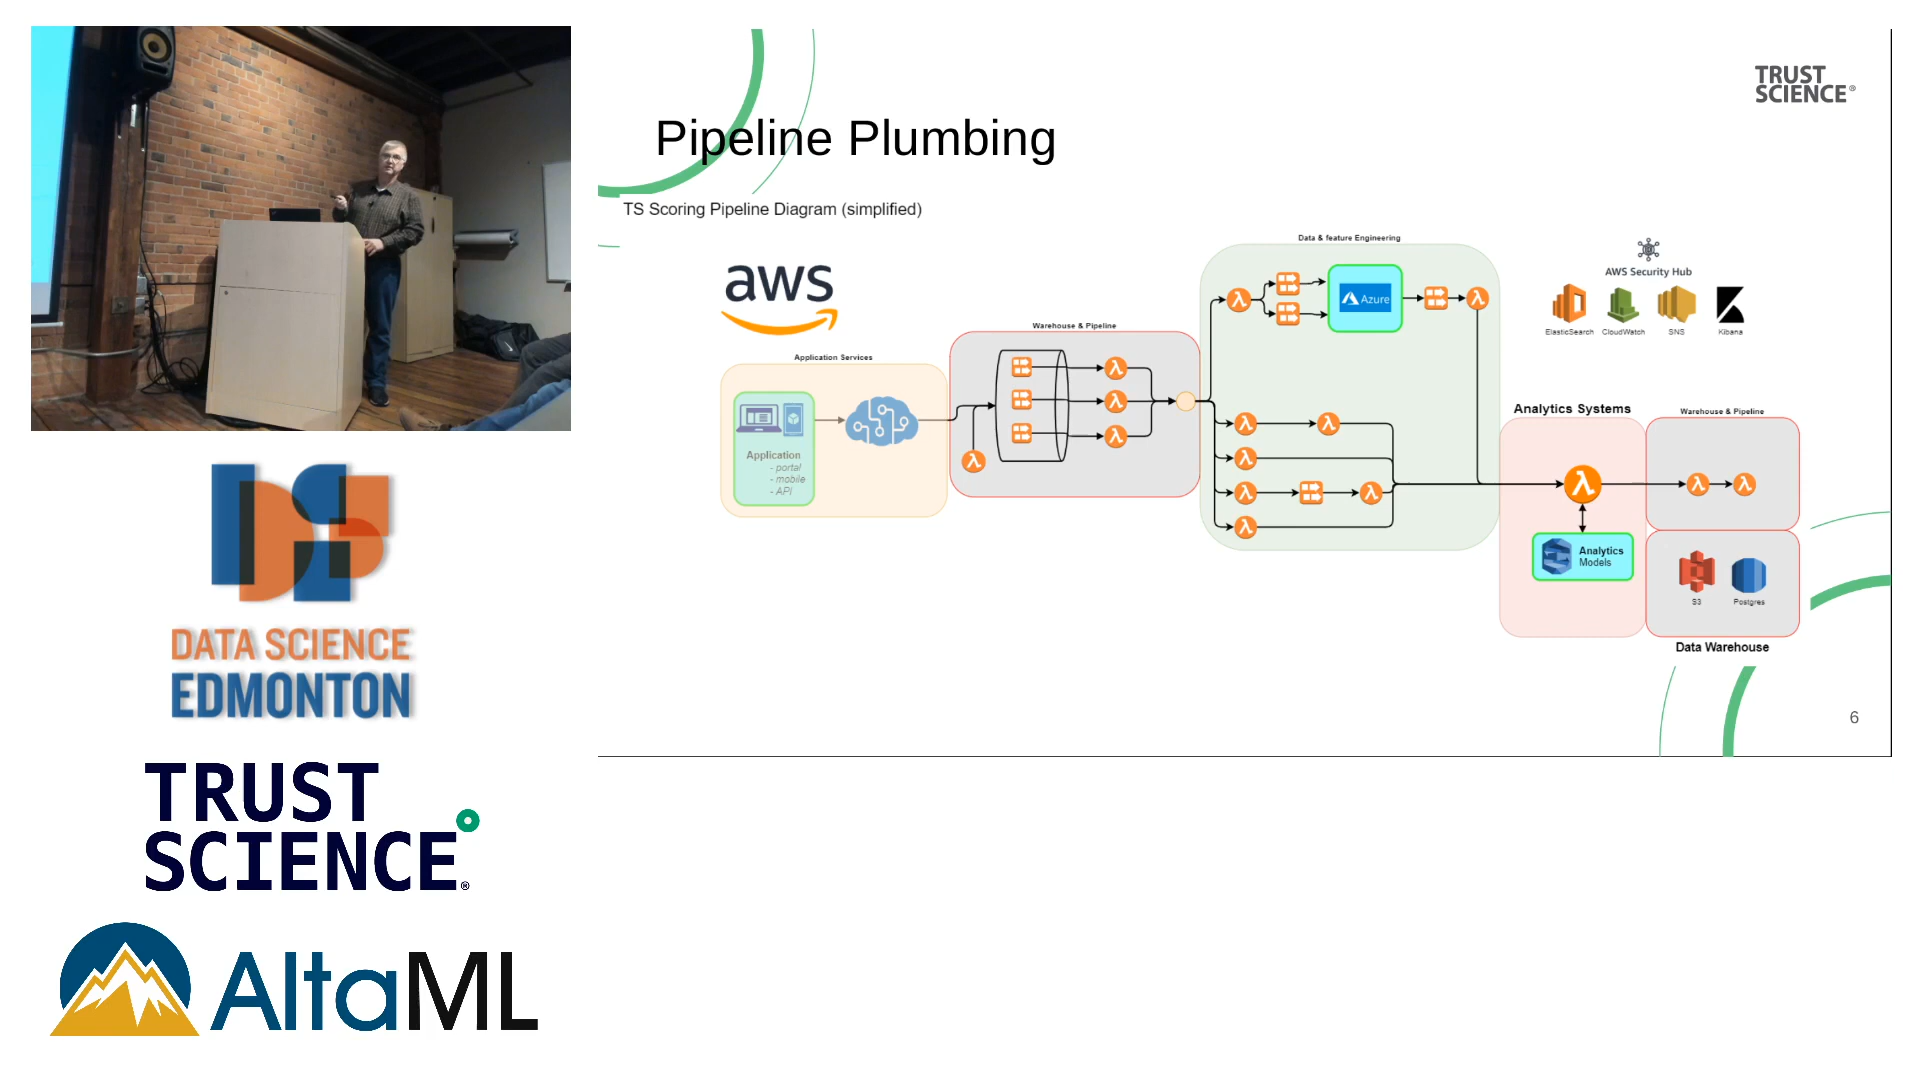 TRUST
SCIENCE®
Pipeline Plumbing
TS Scoring Pipeline Diagram (simplified)
aws
Application Services
Application
- portal
- mobile
- API
Warehouse & Pipeline
Data & feature Engineering
Azure
AWS Security Hub
ElasticSearch
CloudWatch
SNS
Kibana
Analytics Systems
Analytics
Models
Warehouse & Pipeline
S3
Postgres
Data Warehouse
6
DATA SCIENCE
EDMONTON
TRUST
SCIENCE®
AltaML